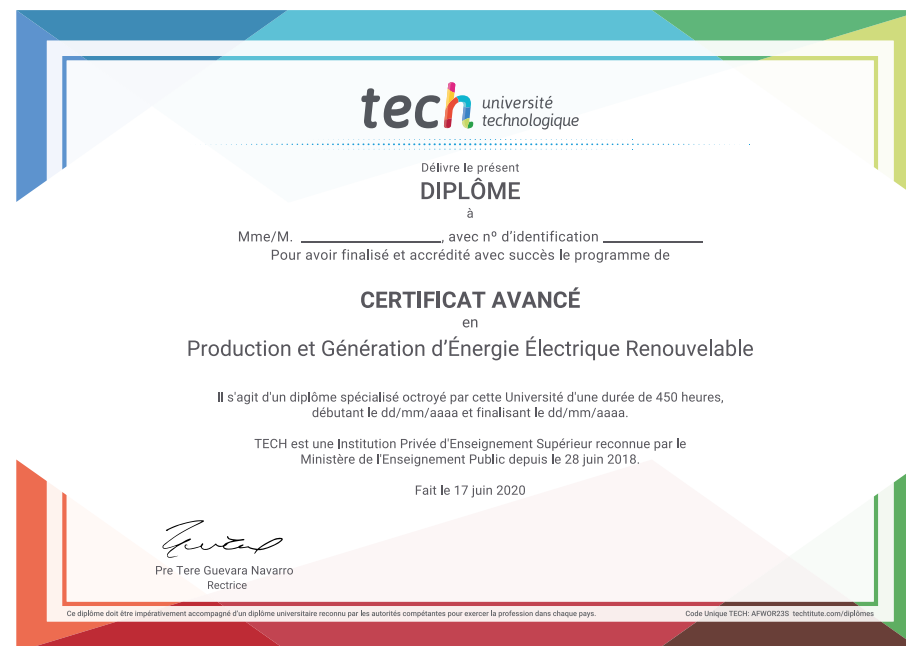 tech université
technologique
Délivre le présent
DIPLÔME
à
Mme/M. ____________________, avec nº d'identification ______________
Pour avoir finalisé et accrédité avec succès le programme de
CERTIFICAT AVANCÉ
en
Production et Génération d'Énergie Électrique Renouvelable
Il s'agit d'un diplôme spécialisé octroyé par cette Université d'une durée de 450 heures,
débutant le dd/mm/aaaa et finalisant le dd/mm/aaaa.
TECH est une Institution Privée d'Enseignement Supérieur reconnue par le
Ministère de l'Enseignement Public depuis le 28 juin 2018.
Fait le 17 juin 2020
Pre Tere Guevara Navarro
Rectrice
Ce diplôme doit être impérativement accompagné d'un diplôme universitaire reconnu par les autorités compétantes pour exercer la profession dans chaque pays.
Code Unique TECH: AFWOR23S techtitute.com/diplômes